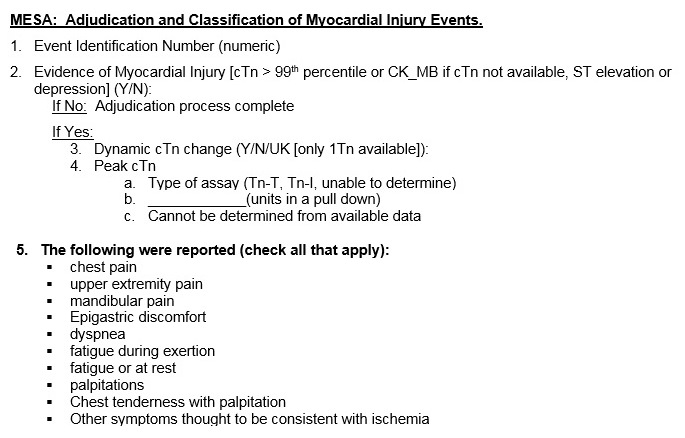 MESA: Adjudication and Classification of Myocardial Injury Events.
1. Event Identification Number (numeric)
2. Evidence of Myocardial Injury [cTn > 99th percentile or CK_MB if cTn not available, ST elevation or
depression] (Y/N):
If No: Adjudication process complete
If Yes:
3. Dynamic cTn change (Y/N/UK [only 1Tn available]):
4. Peak cTn
a. Type of assay (Tn-T, Tn-I, unable to determine)
b. ____________(units in a pull down)
c. Cannot be determined from available data
5. The following were reported (check all that apply):
▪ chest pain
▪ upper extremity pain
▪ mandibular pain
▪ Epigastric discomfort
▪ dyspnea
▪ fatigue during exertion
▪ fatigue or at rest
▪ palpitations
▪ Chest tenderness with palpitation
▪ Other symptoms thought to be consistent with ischemia